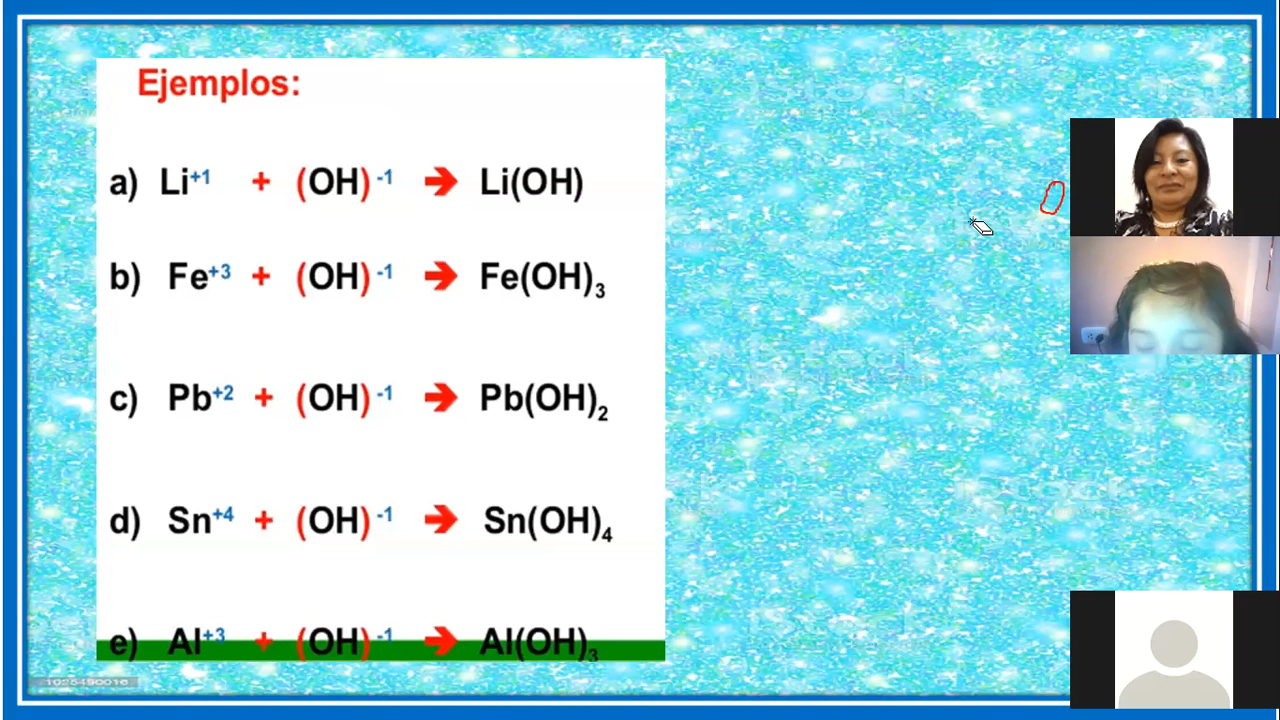 Ejemplos:
a) Li+1 + (OH) -1 ➔ Li(OH)
b) Fe+3 + (OH) -1 ➔ Fe(OH)3
c) Pb+2 + (OH) -1 ➔ Pb(OH)2
d) Sn+4 + (OH) -1 ➔ Sn(OH)4
e) Al+3 + (OH) -1 ➔ Al(OH)3